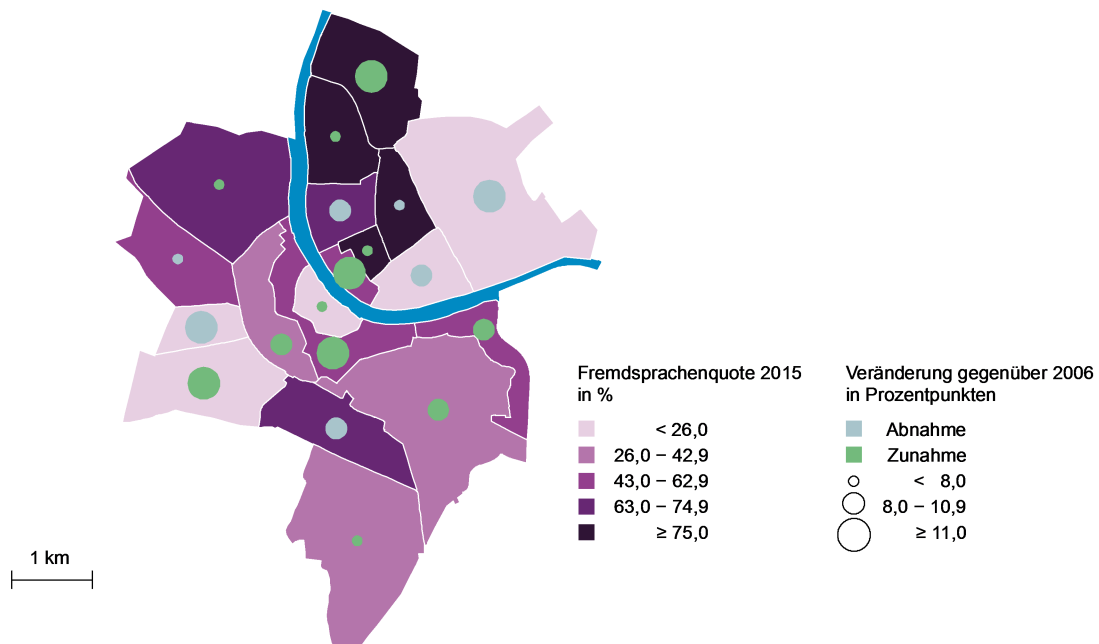 Fremdsprachenquote 2015
in %
< 26,0
26,0 – 42,9
43,0 – 62,9
63,0 – 74,9
≥ 75,0
Veränderung gegenüber 2006
in Prozentpunkten
Abnahme
Zunahme
< 8,0
8,0 – 10,9
≥ 11,0
1 km